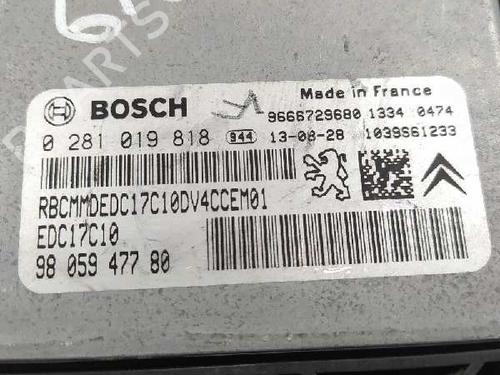 BOSCH
Made in France
9666729680 1334 0474
0 281 019 818 944 13-08-28 1039S61233
RBCMMDEDC17C10DV4CCEM01
EDC17C10
98 059 477 80